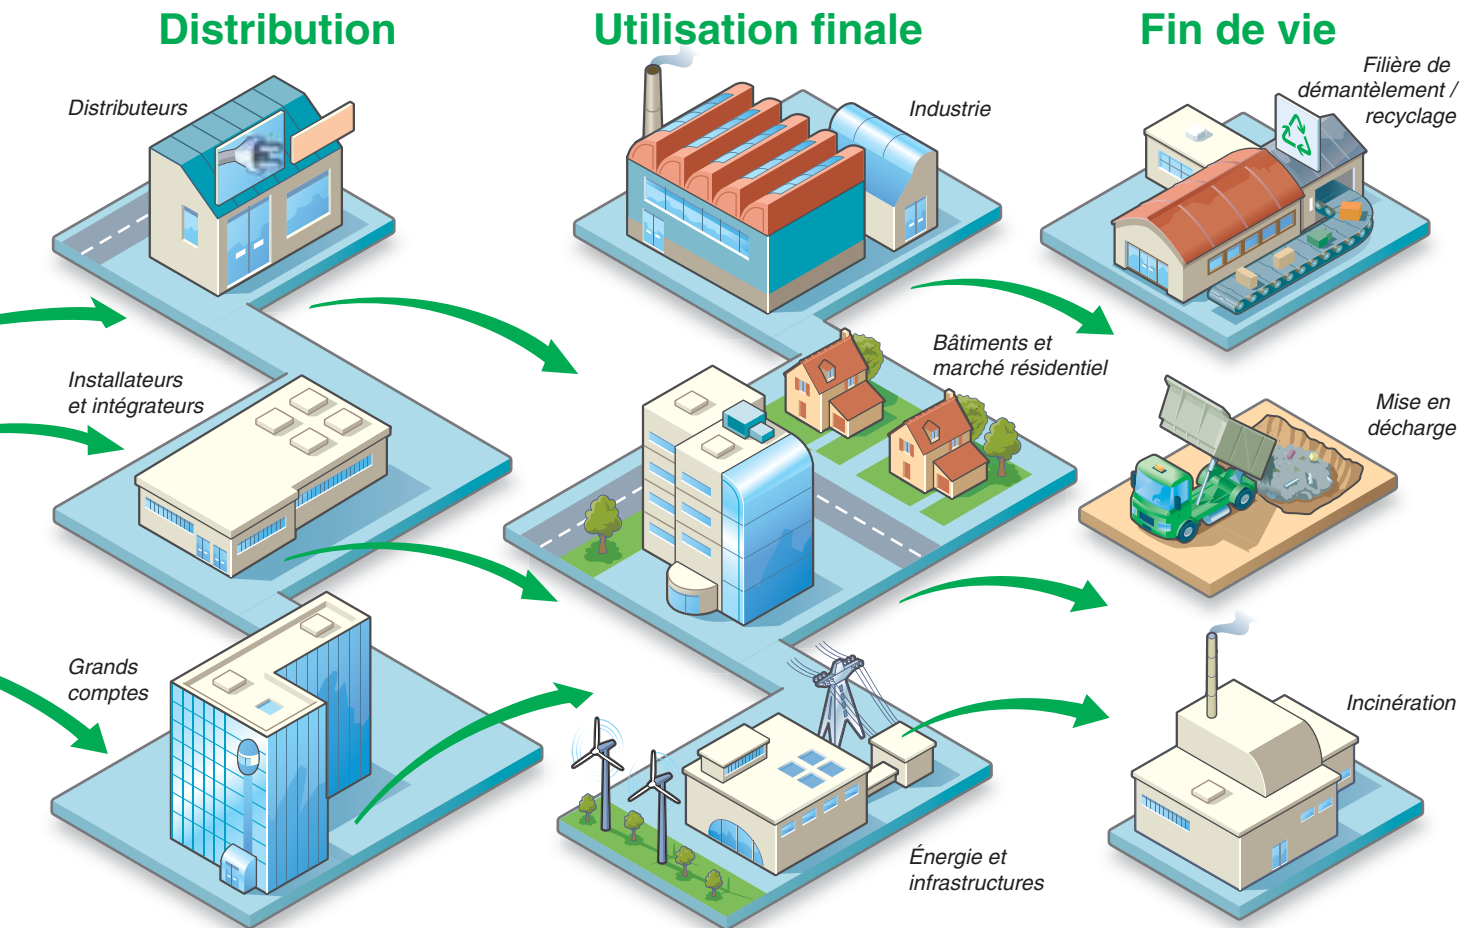 Distribution
Utilisation finale
Fin de vie
Distributeurs
Industrie
Filière de
démantèlement /
recyclage
Installateurs
et intégrateurs
Bâtiments et
marché résidentiel
Mise en
décharge
Grands
comptes
Énergie et
infrastructures
Incinération